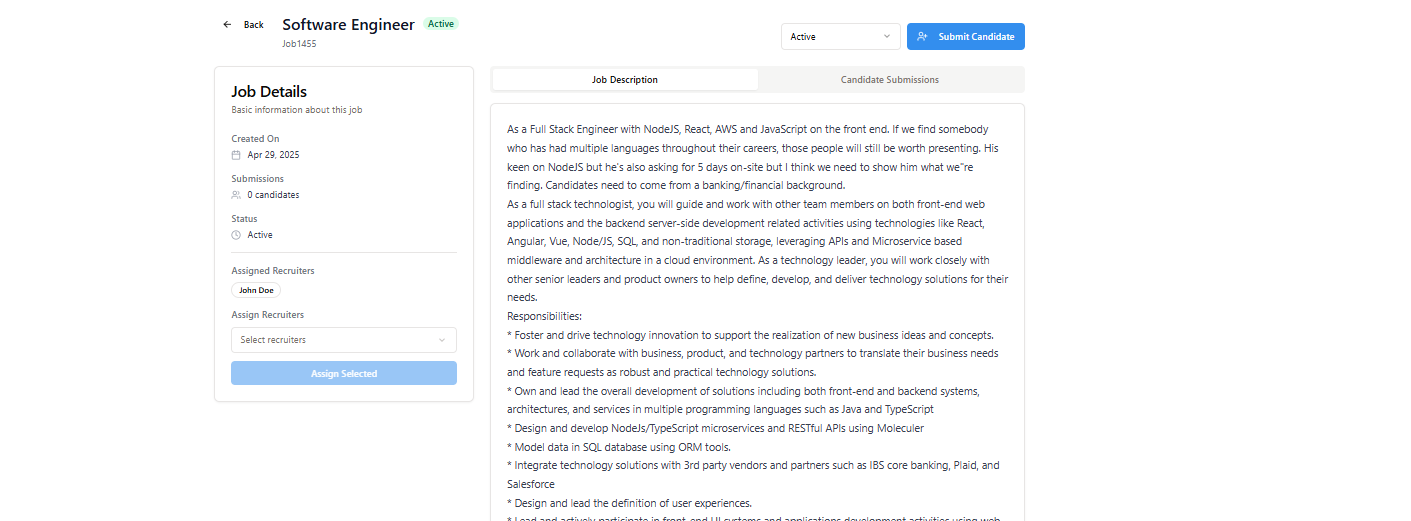 Back
Software Engineer
Active
Job1455
Active
Submit Candidate
Job Details
Basic information about this job
Created On
Apr 29, 2025
Submissions
0 candidates
Status
Active
Assigned Recruiters
John Doe
Assign Recruiters
Select recruiters
Assign Selected
Job Description
Candidate Submissions
As a Full Stack Engineer with NodeJS, React, AWS and JavaScript on the front end. If we find somebody
who has had multiple languages throughout their careers, those people will still be worth presenting. His
keen on NodeJS but he's also asking for 5 days on-site but I think we need to show him what we"re
finding. Candidates need to come from a banking/financial background.
As a full stack technologist, you will guide and work with other team members on both front-end web
applications and the backend server-side development related activities using technologies like React,
Angular, Vue, Node/JS, SQL, and non-traditional storage, leveraging APIs and Microservice based
middleware and architecture in a cloud environment. As a technology leader, you will work closely with
other senior leaders and product owners to help define, develop, and deliver technology solutions for their
needs.
Responsibilities:
* Foster and drive technology innovation to support the realization of new business ideas and concepts.
* Work and collaborate with business, product, and technology partners to translate their business needs
and feature requests as robust and practical technology solutions.
* Own and lead the overall development of solutions including both front-end and backend systems,
architectures, and services in multiple programming languages such as Java and TypeScript
* Design and develop NodeJs/TypeScript microservices and RESTful APIs using Moleculer
* Model data in SQL database using ORM tools.
* Integrate technology solutions with 3rd party vendors and partners such as IBS core banking, Plaid, and
Salesforce
* Design and lead the definition of user experiences.
* Lead and actively participate in front-end UI systems and applications development activities using web